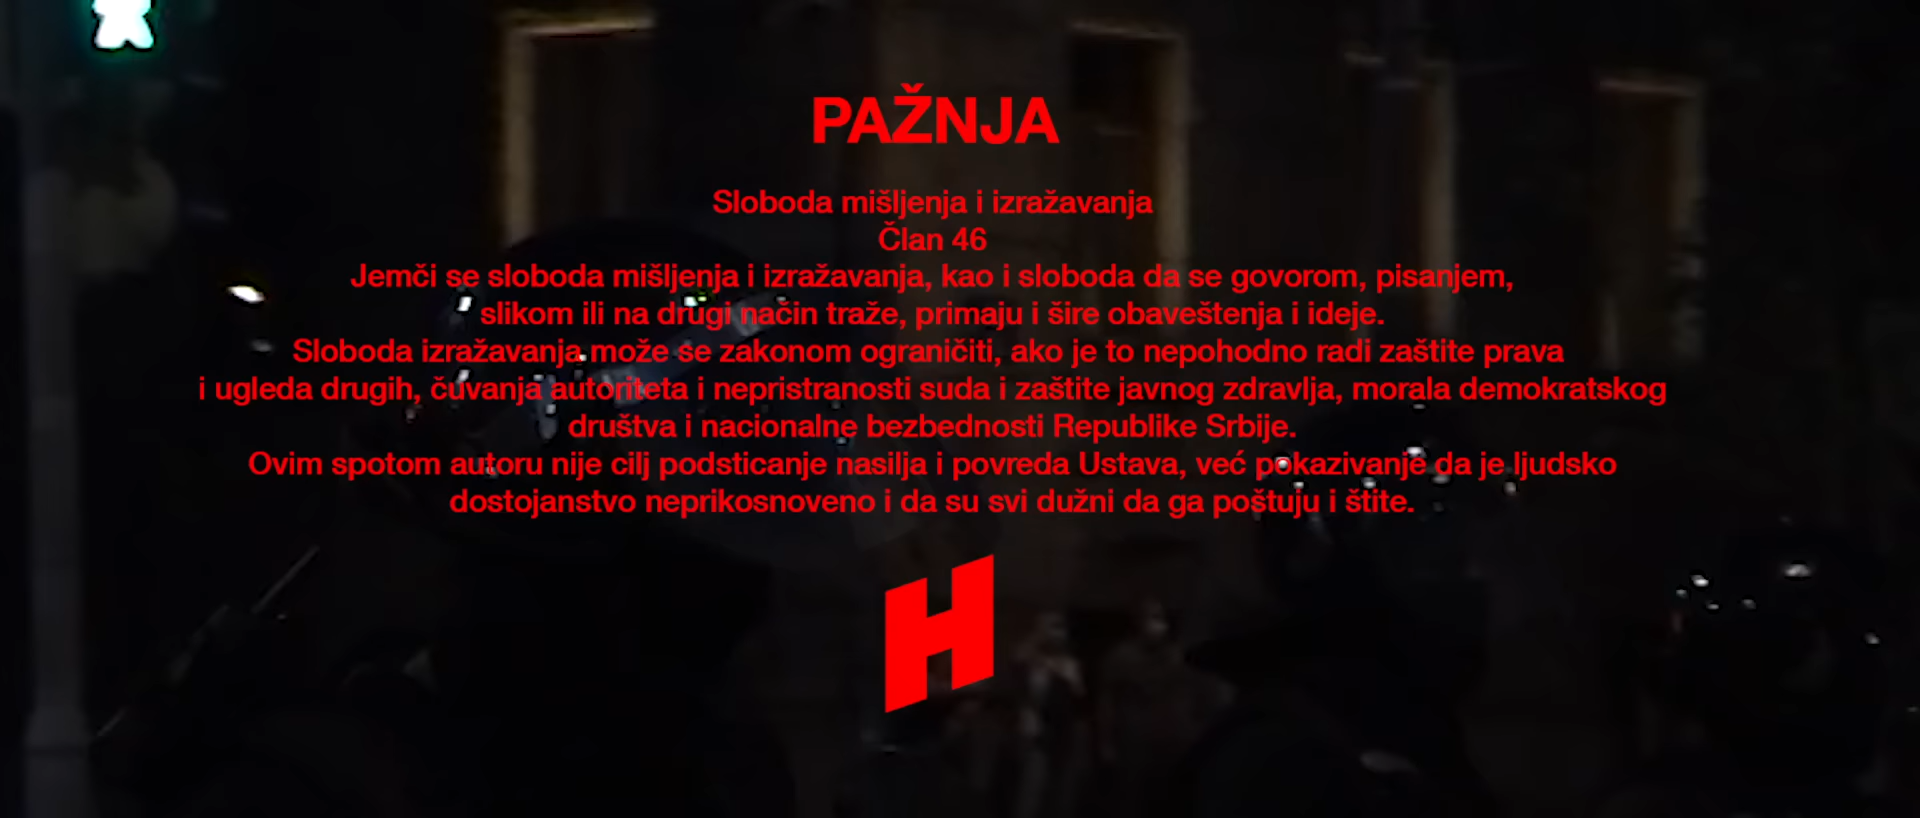 PAŽNJA
Sloboda mišljenja i izražavanja
Član 46
Jemči se sloboda mišljenja i izražavanja, kao i sloboda da se govorom, pisanjem,
slikom ili na drugi način traže, primaju i šire obaveštenja i ideje.
Sloboda izražavanja može se zakonom ograničiti, ako je to nepohodno radi zaštite prava
i ugleda drugih, čuvanja autoriteta i nepristranosti suda i zaštite javnog zdravlja, morala demokratskog
društva i nacionalne bezbednosti Republike Srbije.
Ovim spotom autoru nije cilj podsticanje nasilja i povreda Ustava, već pokazivanje da je ljudsko
dostojanstvo neprikosnoveno i da su svi dužni da ga poštuju i štite.
H